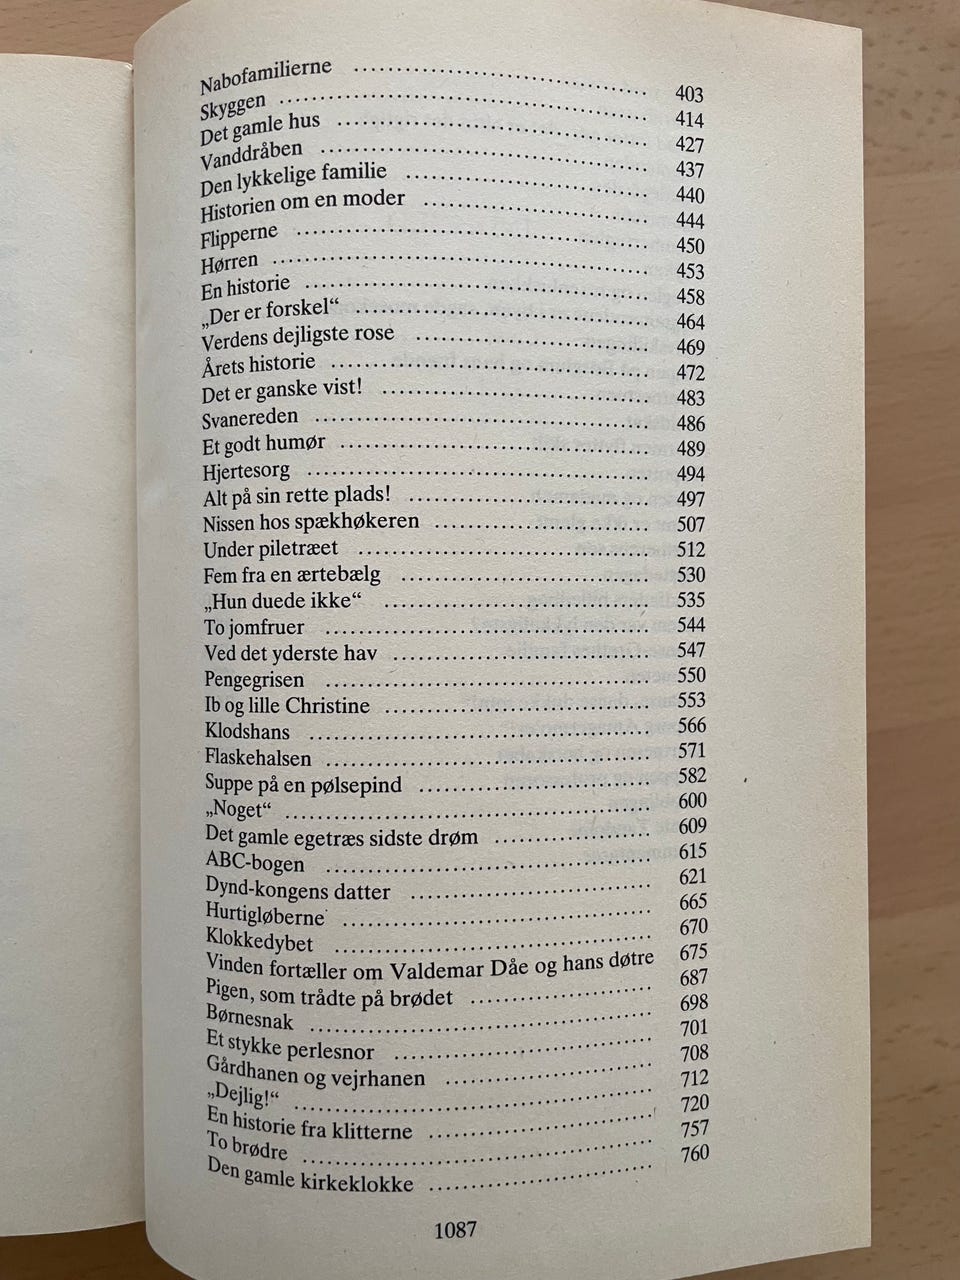 Nabofamilierne ........ 403
Skyggen ........ 414
Det gamle hus ........ 427
Vanddråben ........ 437
Den lykkelige familie ........ 440
Historien om en moder ........ 444
Flipperne ........ 450
Hørren ........ 453
En historie ........ 458
„Der er forskel“ ........ 464
Verdens dejligste rose ........ 469
Årets historie ........ 472
Det er ganske vist! ........ 483
Svanereden ........ 486
Et godt humør ........ 489
Hjertesorg ........ 494
Alt på sin rette plads! ........ 497
Nissen hos spækhøkeren ........ 507
Under piletræet ........ 512
Fem fra en ærtebælg ........ 530
„Hun duede ikke“ ........ 535
To jomfruer ........ 544
Ved det yderste hav ........ 547
Pengegrisen ........ 550
Ib og lille Christine ........ 553
Klodshans ........ 566
Flaskehalsen ........ 571
Suppe på en pølsepind ........ 582
„Noget“ ........ 600
Det gamle egetræs sidste drøm ........ 609
ABC-bogen ........ 615
Dynd-kongens datter ........ 621
Hurtigløberne ........ 665
Klokkedybet ........ 670
Vinden fortæller om Valdemar Dåe og hans døtre 675
Pigen, som trådte på brødet ........ 687
Børnesnak ........ 698
Et stykke perlesnor ........ 701
Gårdhanen og vejrhanen ........ 708
„Dejlig!“ ........ 712
En historie fra klitterne ........ 720
To brødre ........ 757
Den gamle kirkeklokke ........ 760
1087